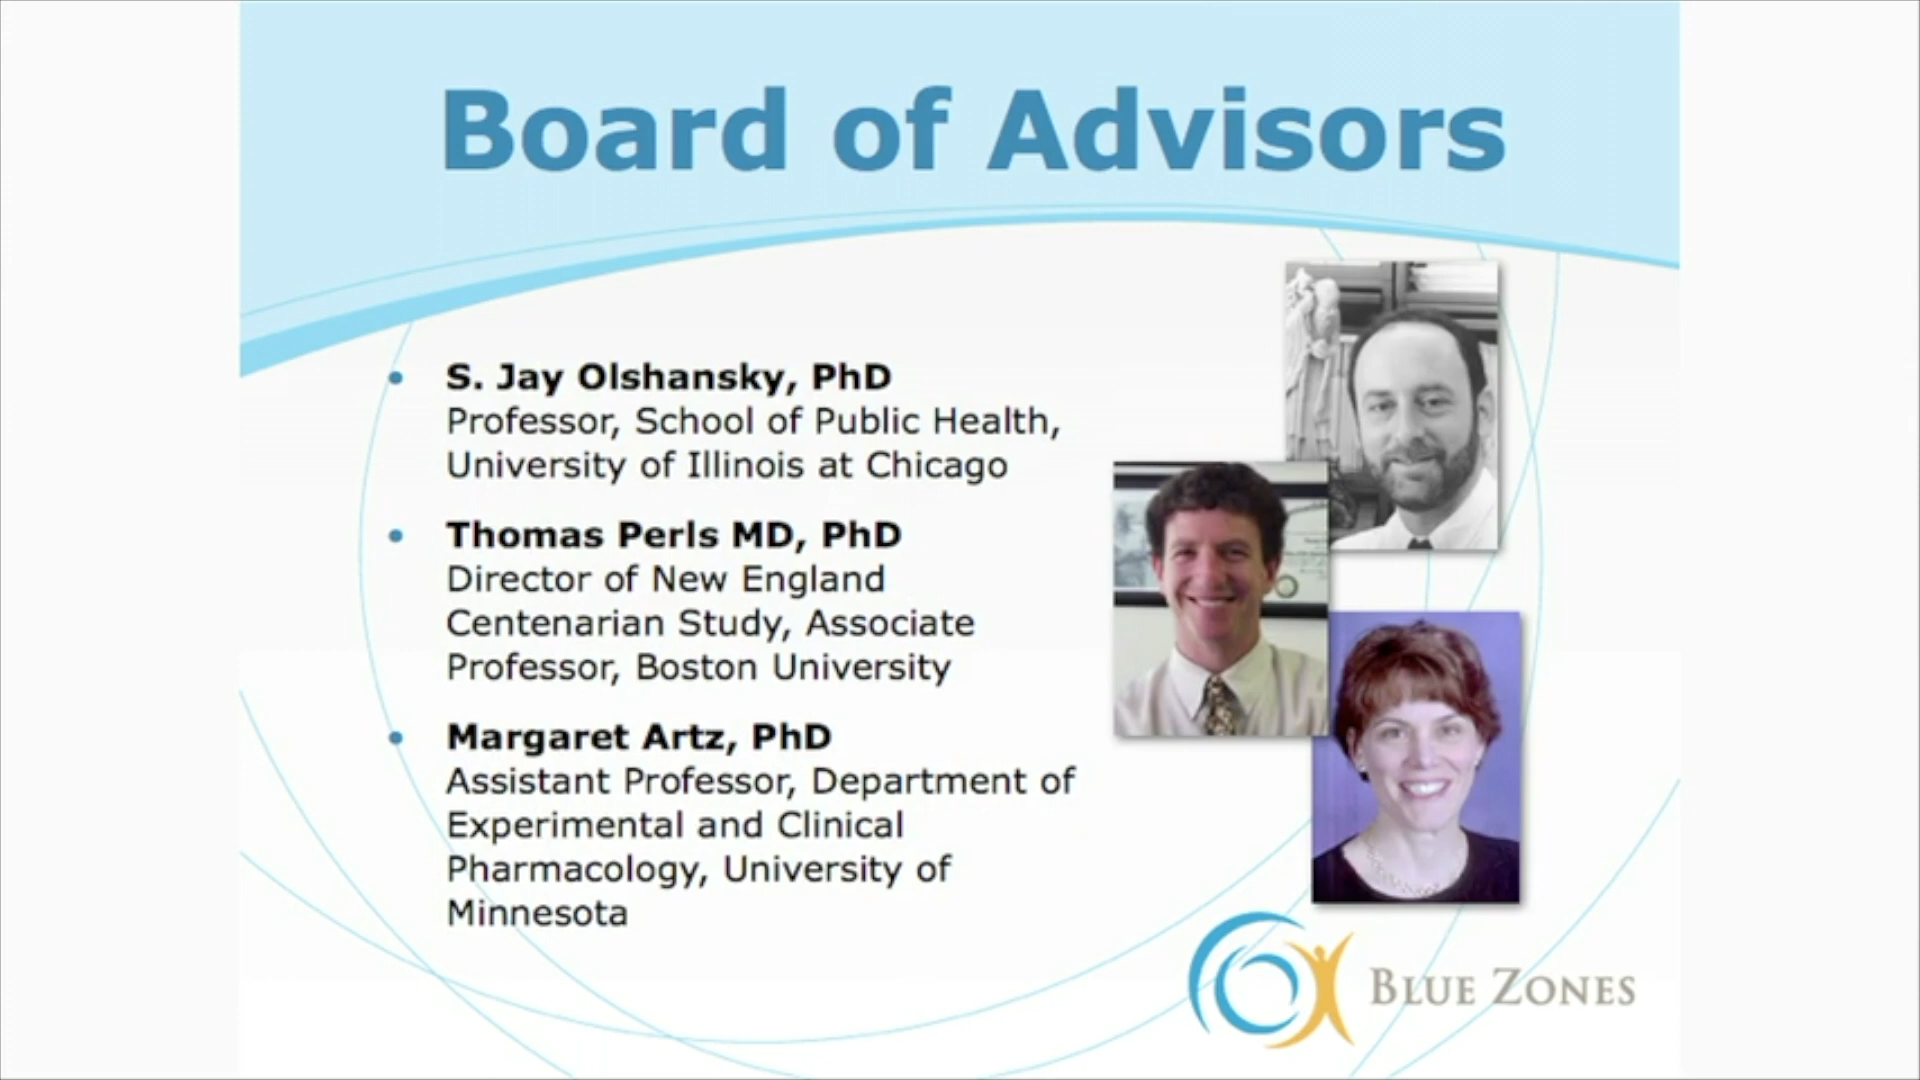 Board of Advisors
• S. Jay Olshansky, PhD
Professor, School of Public Health,
University of Illinois at Chicago
• Thomas Perls MD, PhD
Director of New England
Centenarian Study, Associate
Professor, Boston University
• Margaret Artz, PhD
Assistant Professor, Department of
Experimental and Clinical
Pharmacology, University of
Minnesota
BLUE ZONES